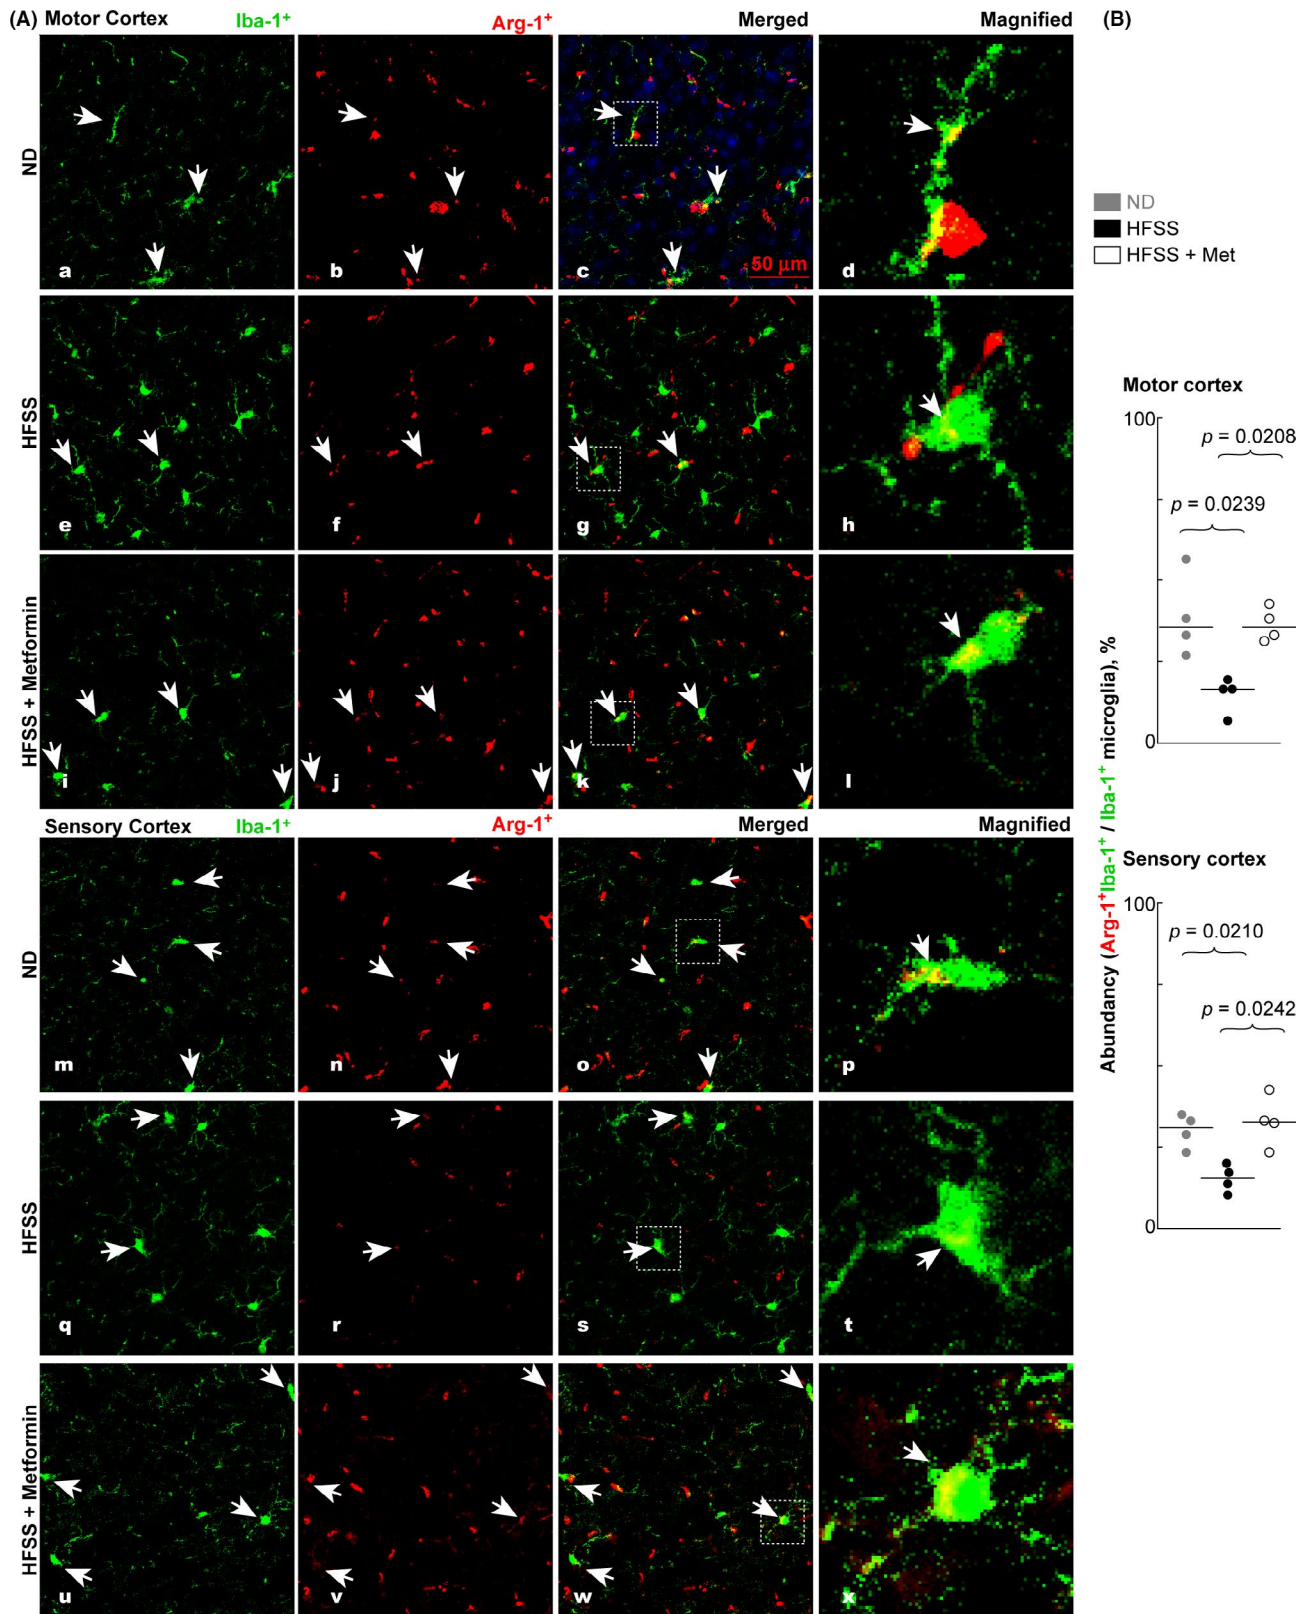 (A) Motor Cortex Iba-1⁺ Arg-1⁺ Merged Magnified (B)
ND
a b c 50 µm d
HFSS
e f g h
HFSS + Metformin
i j k l
Sensory Cortex Iba-1⁺ Arg-1⁺ Merged Magnified
ND
m n o p
HFSS
q r s t
HFSS + Metformin
u v w x
ND
HFSS
HFSS + Met
Abundancy (Arg-1⁺Iba-1⁺ / Iba-1⁺ microglia), %
Motor cortex
100
p = 0.0208
p = 0.0239
0
Sensory cortex
100
p = 0.0210
p = 0.0242
0